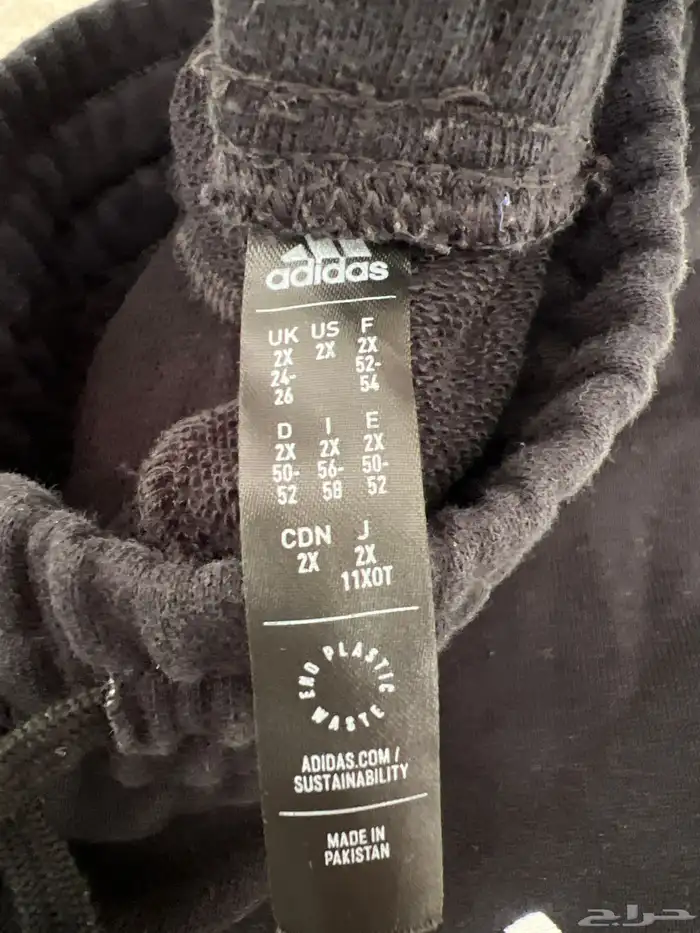 adidas
UK US F
2X 2X 2X
24- 52-
26 54
D I E
2X 2X 2X
50- 56- 50-
52 58 52
CDN J
2X 2X
11XOT
END PLASTIC WASTE
ADIDAS.COM /
SUSTAINABILITY
MADE IN
PAKISTAN
حراج